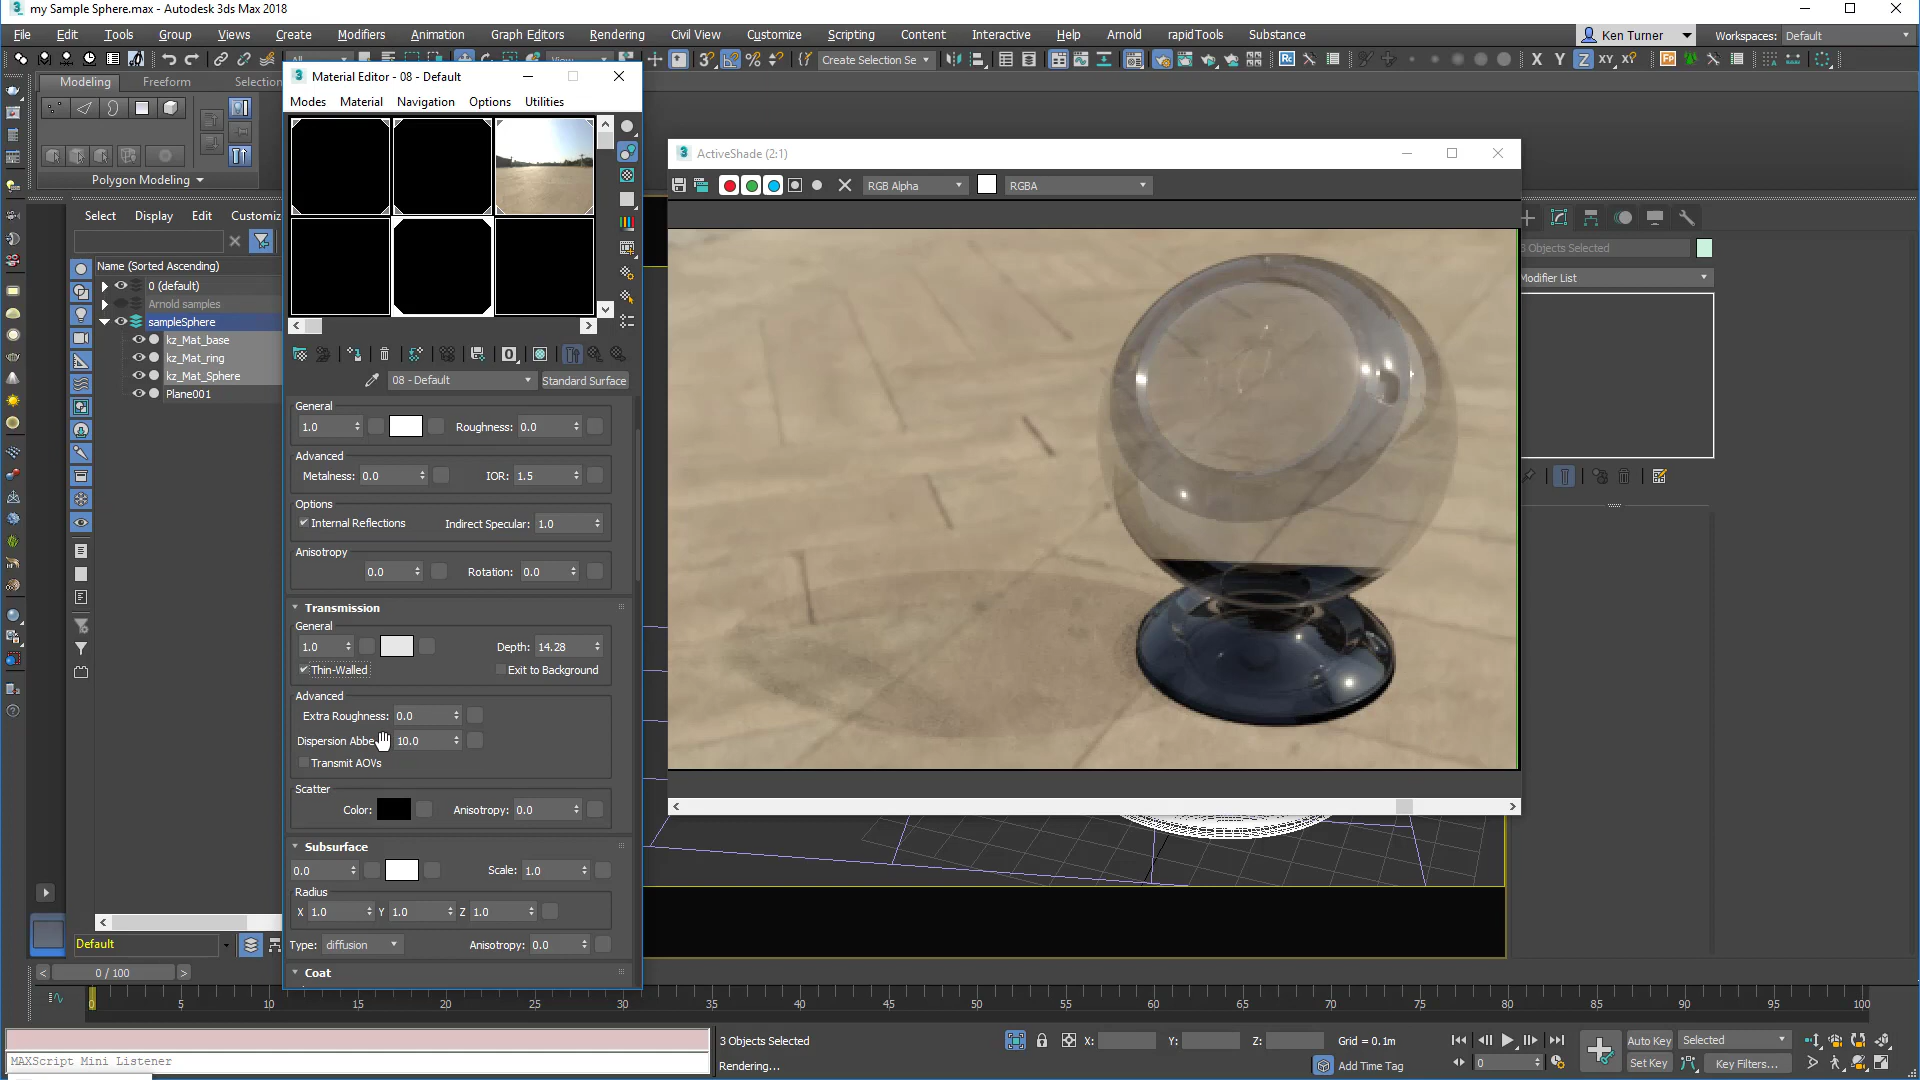 my Sample Sphere.max - Autodesk 3ds Max 2018
File Edit Tools Group Views Create Modifiers Animation Graph Editors Rendering Civil View Customize Scripting Content Interactive Help Arnold rapidTools Substance Ken Turner Workspaces: Default
All View Create Selection Se X Y Z XY XY
Modeling Freeform Selection
Polygon Modeling
Select Display Edit Customiz
Name (Sorted Ascending)
0 (default)
Arnold samples
sampleSphere
kz_Mat_base
kz_Mat_ring
kz_Mat_Sphere
Plane001
Default
0 / 100
Material Editor - 08 - Default
Modes Material Navigation Options Utilities
08 - Default Standard Surface
General
1.0 Roughness: 0.0
Advanced
Metalness: 0.0 IOR: 1.5
Options
Internal Reflections Indirect Specular: 1.0
Anisotropy
0.0 Rotation: 0.0
Transmission
General
1.0 Depth: 14.28
Thin-Walled Exit to Background
Advanced
Extra Roughness: 0.0
Dispersion Abbe 10.0
Transmit AOVs
Scatter
Color: Anisotropy: 0.0
Subsurface
0.0 Scale: 1.0
Radius
X 1.0 Y 1.0 Z 1.0
Type: diffusion Anisotropy: 0.0
Coat
ActiveShade (2:1)
RGB Alpha RGBA
3 Objects Selected
Modifier List
0 5 10 15 20 25 30 35 40 45 50 55 60 65 70 75 80 85 90 95 100
3 Objects Selected X: Y: Z: Grid = 0.1m Auto Key Selected
MAXScript Mini Listener
Rendering... Add Time Tag 0 Set Key Key Filters...